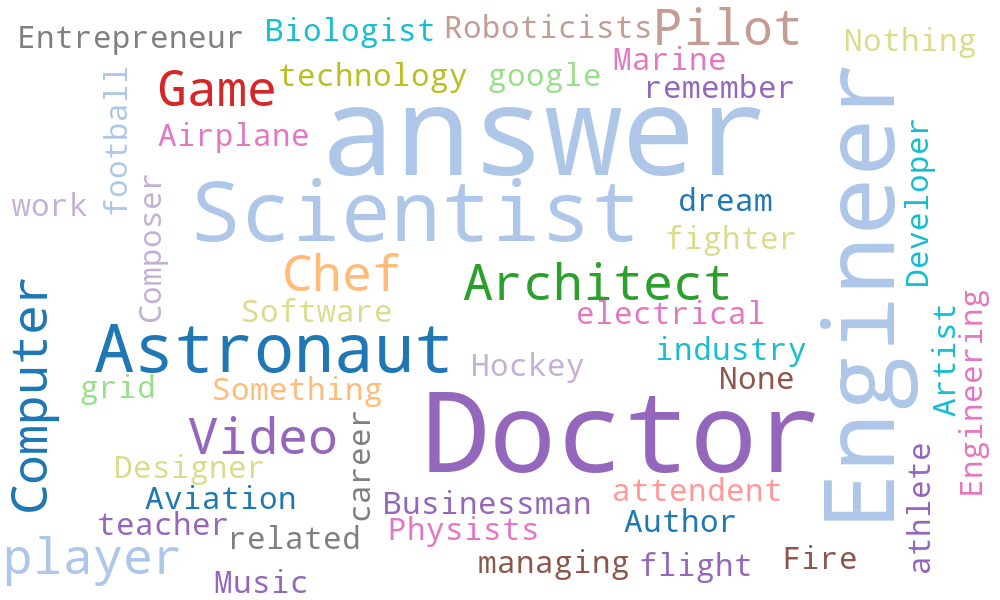 Entrepreneur
Biologist
Roboticists
Pilot
Nothing
football
Game
technology
google
Marine
remember
Airplane
answer
Engineer
Developer
work
Composer
Scientist
dream
fighter
Computer
Chef
Architect
Software
electrical
Astronaut
Hockey
industry
None
Artist
Engineering
grid
Something
Video
career
Doctor
Designer
Aviation
Businessman
attendent
athlete
teacher
related
Physists
Author
player
Music
managing
flight
Fire